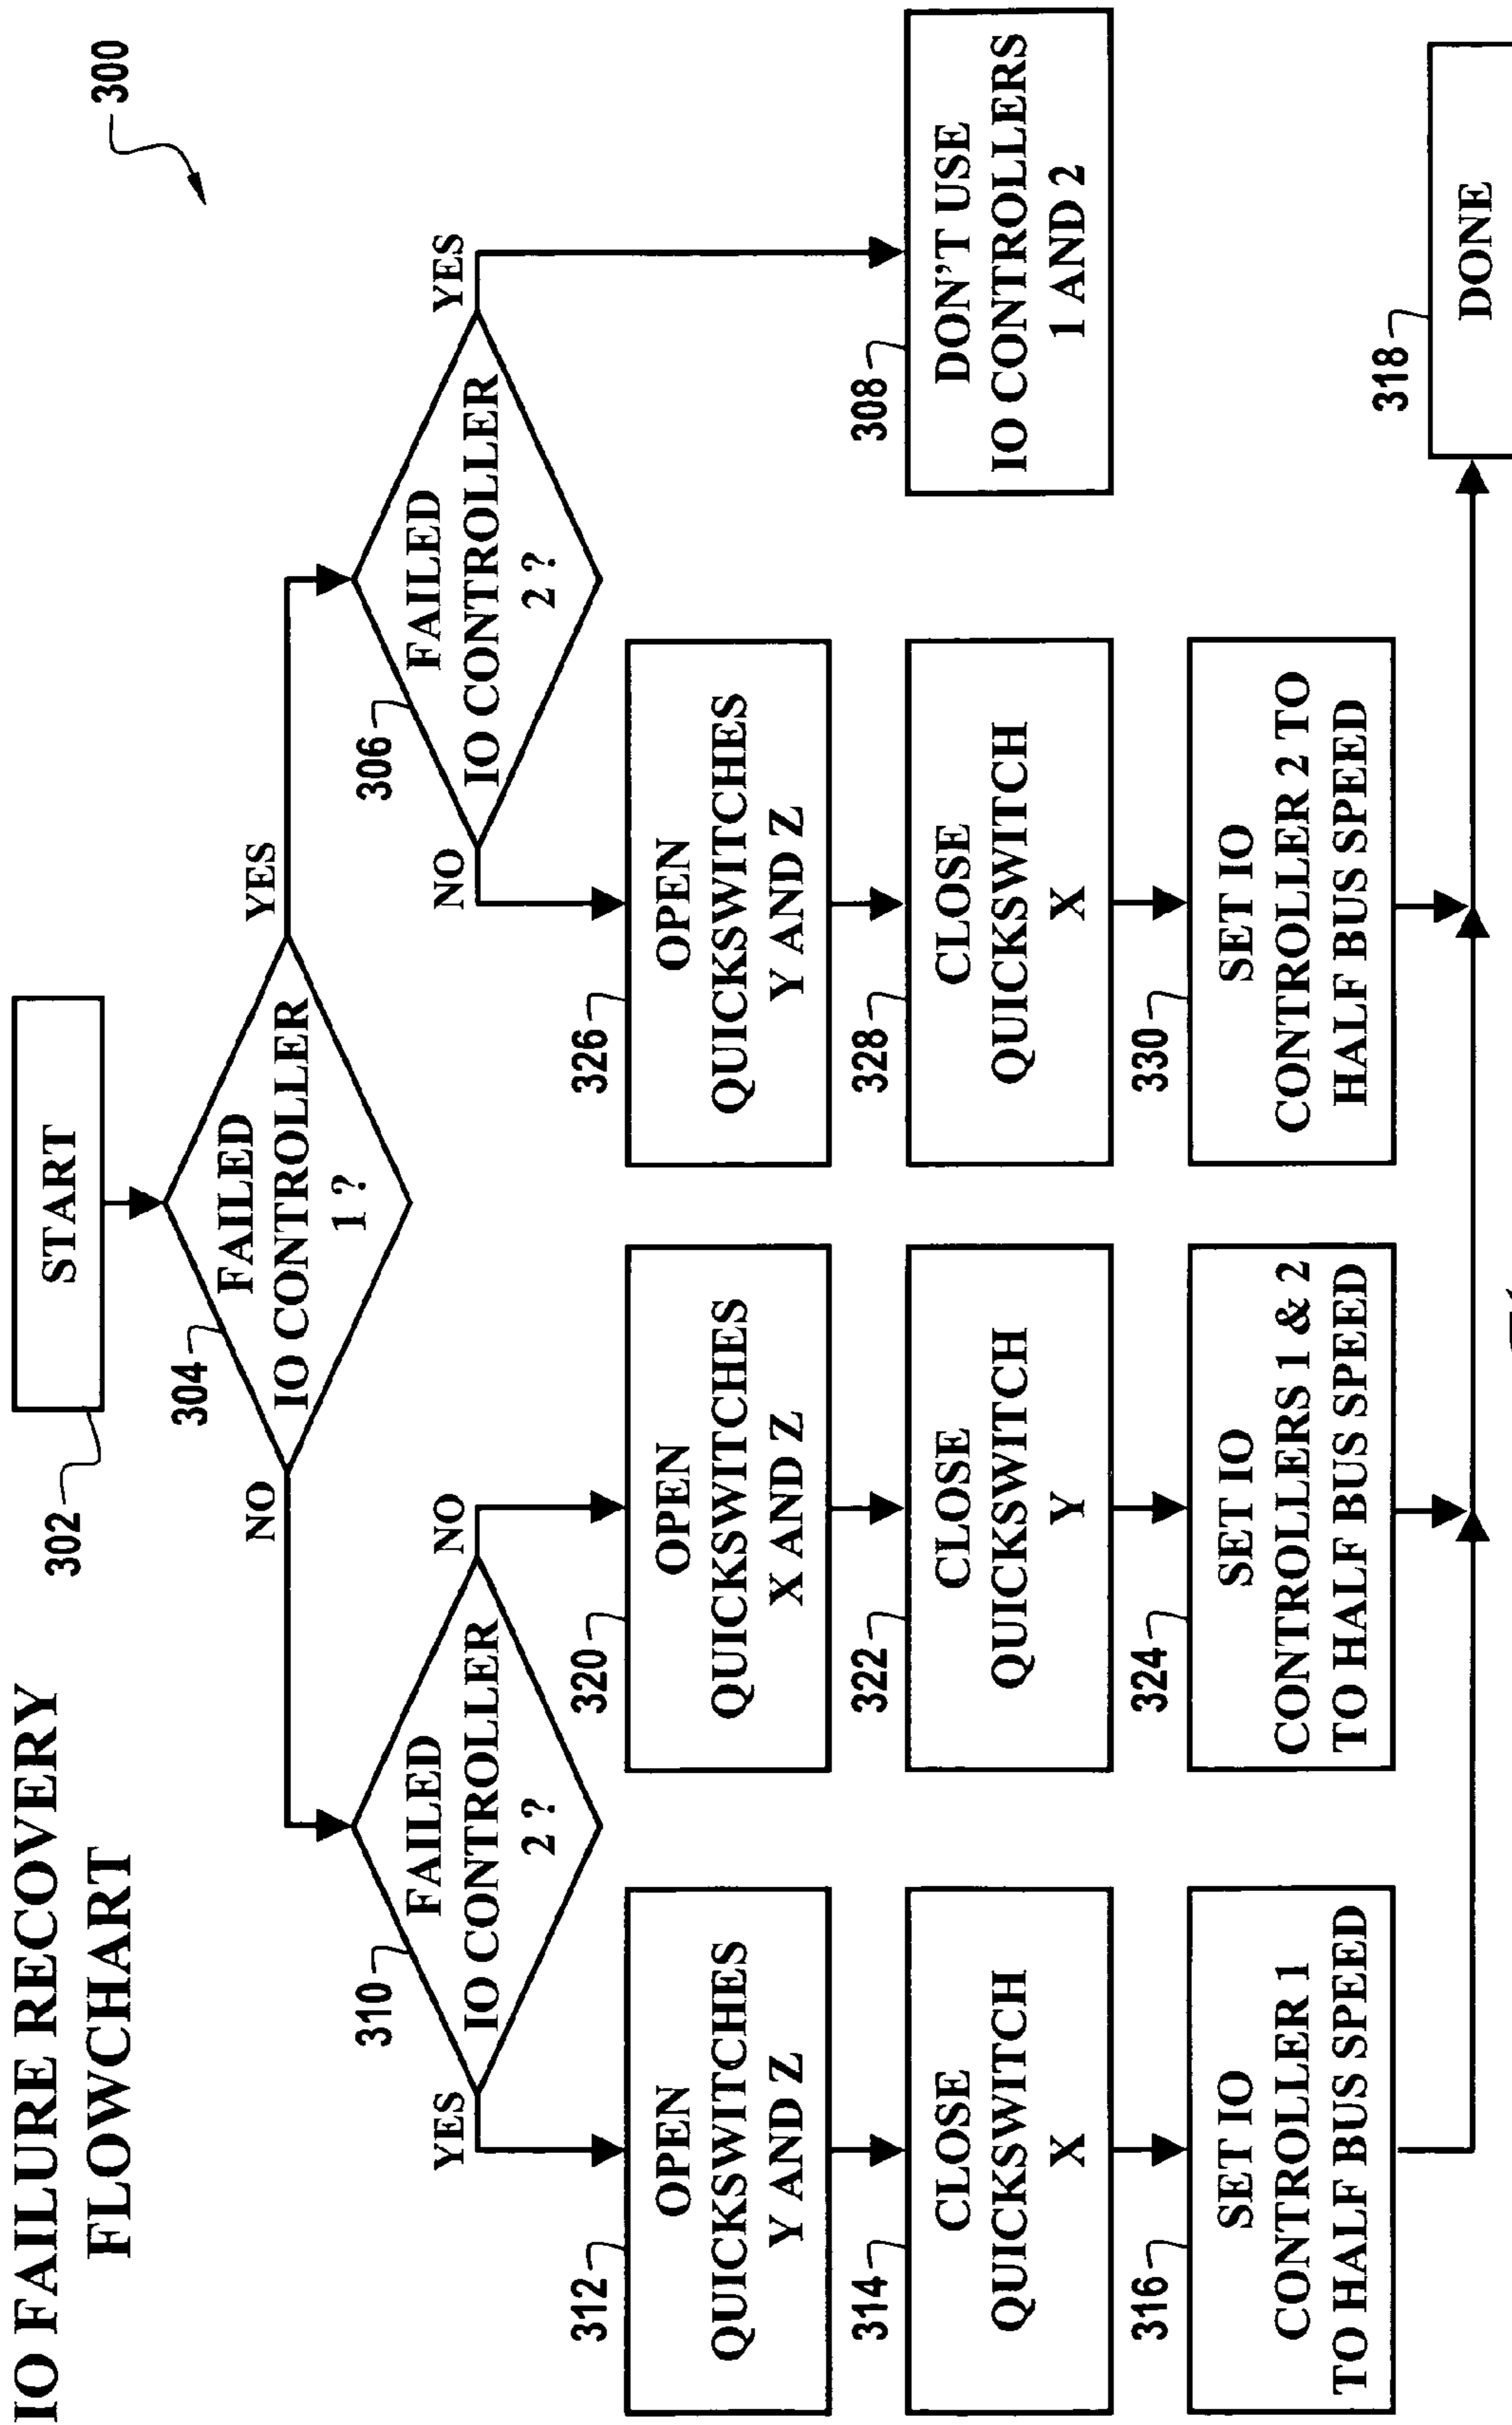 IO FAILURE RECOVERY
FLOWCHART
300
302
START
304
FAILED
IO CONTROLLER
1 ?
NO
YES
310
FAILED
IO CONTROLLER
2 ?
YES
NO
306
FAILED
IO CONTROLLER
2 ?
NO
YES
312
OPEN
QUICKSWITCHES
Y AND Z
320
OPEN
QUICKSWITCHES
X AND Z
326
OPEN
QUICKSWITCHES
Y AND Z
308
DON'T USE
IO CONTROLLERS
1 AND 2
314
CLOSE
QUICKSWITCH
X
322
CLOSE
QUICKSWITCH
Y
328
CLOSE
QUICKSWITCH
X
316
SET IO
CONTROLLER 1
TO HALF BUS SPEED
324
SET IO
CONTROLLERS 1 & 2
TO HALF BUS SPEED
330
SET IO
CONTROLLER 2 TO
HALF BUS SPEED
318
DONE